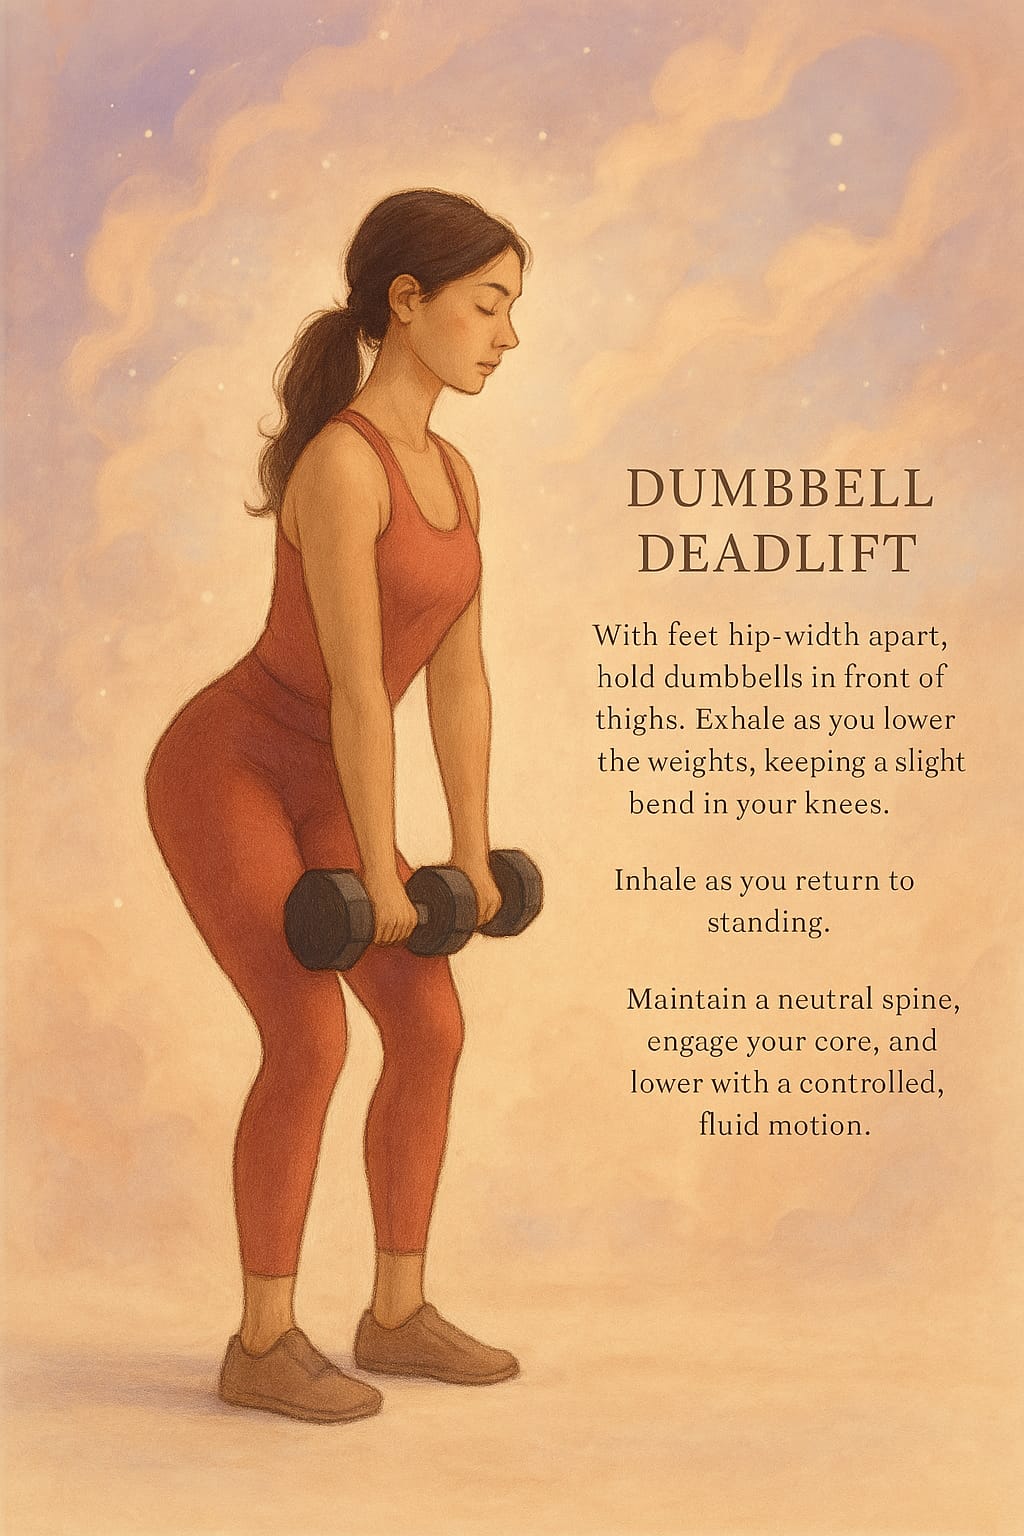 DUMBBELL
DEADLIFT
With feet hip-width apart,
hold dumbbells in front of
thighs. Exhale as you lower
the weights, keeping a slight
bend in your knees.
Inhale as you return to
standing.
Maintain a neutral spine,
engage your core, and
lower with a controlled,
fluid motion.